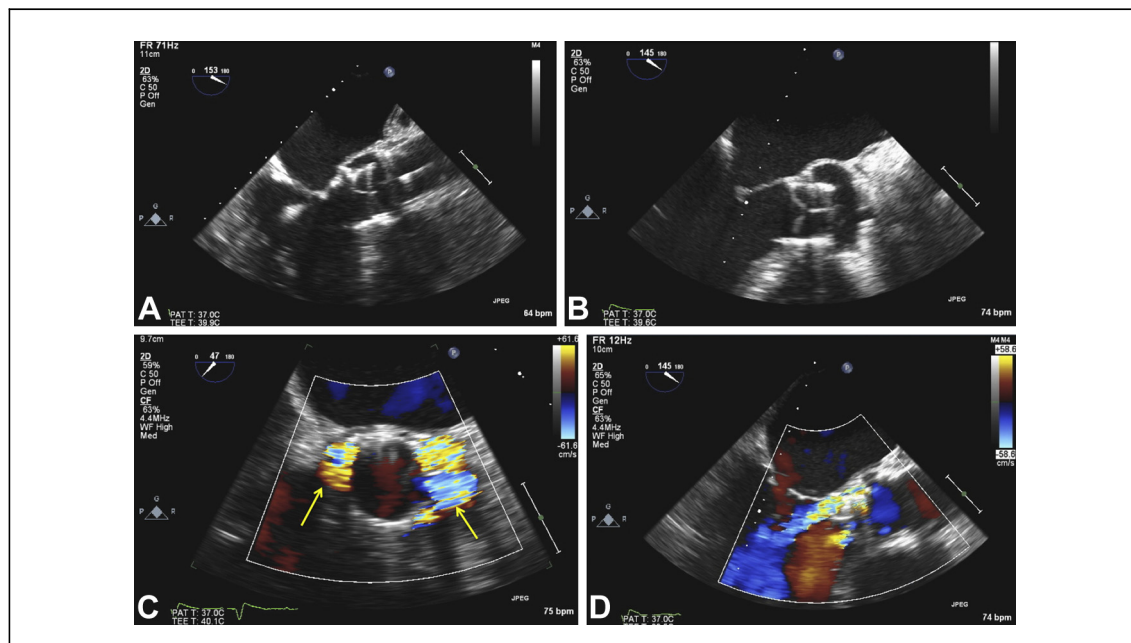 FR 71Hz
11cm
M4
2D
63%
C 50
P Off
Gen
0 153 180
P
G
P R
A
PAT T: 37.0C
TEE T: 39.9C
JPEG
64 bpm
2D
63%
C 50
P Off
Gen
0 145 180
P
G
P R
B
PAT T: 37.0C
TEE T: 39.6C
JPEG
74 bpm
9.7cm
2D
59%
C 50
P Off
Gen
CF
63%
4.4MHz
WF High
Med
0 47 180
P
+61.6
-61.6
cm/s
G
P R
C
PAT T: 37.0C
TEE T: 40.1C
JPEG
75 bpm
FR 12Hz
10cm
M4 M4
2D
65%
C 50
P Off
Gen
CF
63%
4.4MHz
WF High
Med
0 145 180
P
+58.6
-58.6
cm/s
G
P R
D
PAT T: 37.0C
JPEG
74 bpm